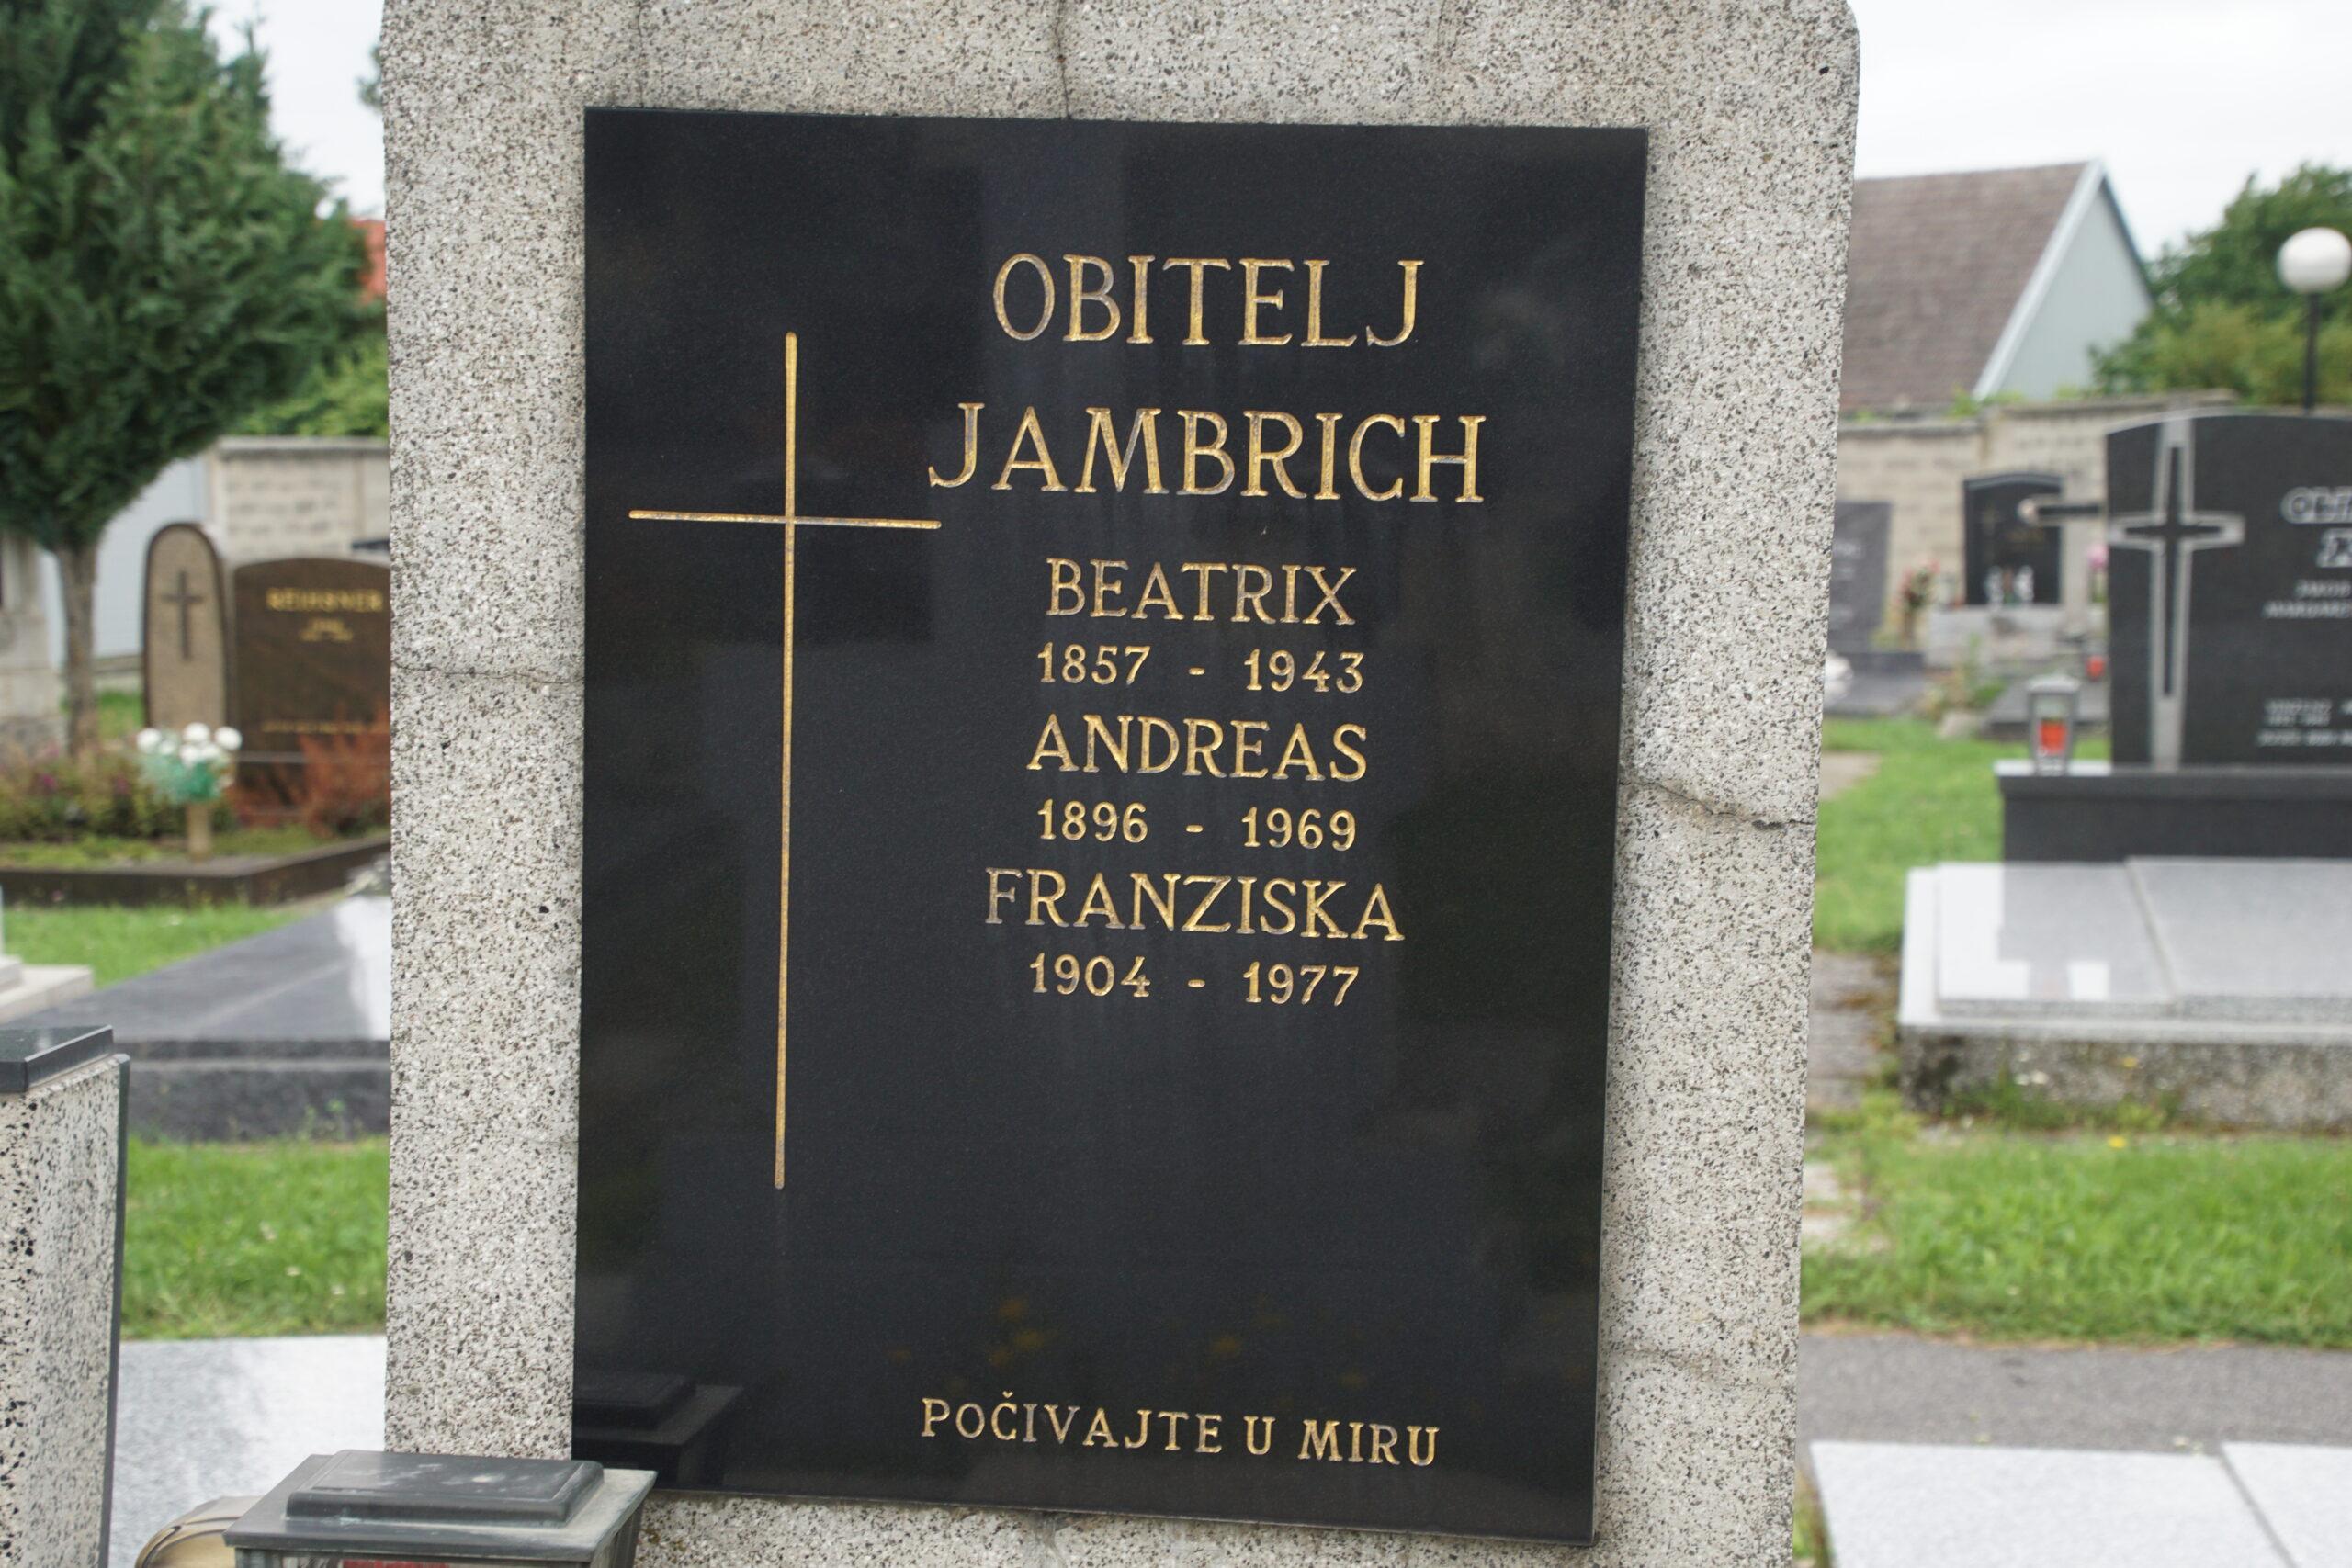 OBITELJ
JAMBRICH
BEATRIX
1857 - 1943
ANDREAS
1896 - 1969
FRANZISKA
1904 - 1977
POČIVAJTE U MIRU